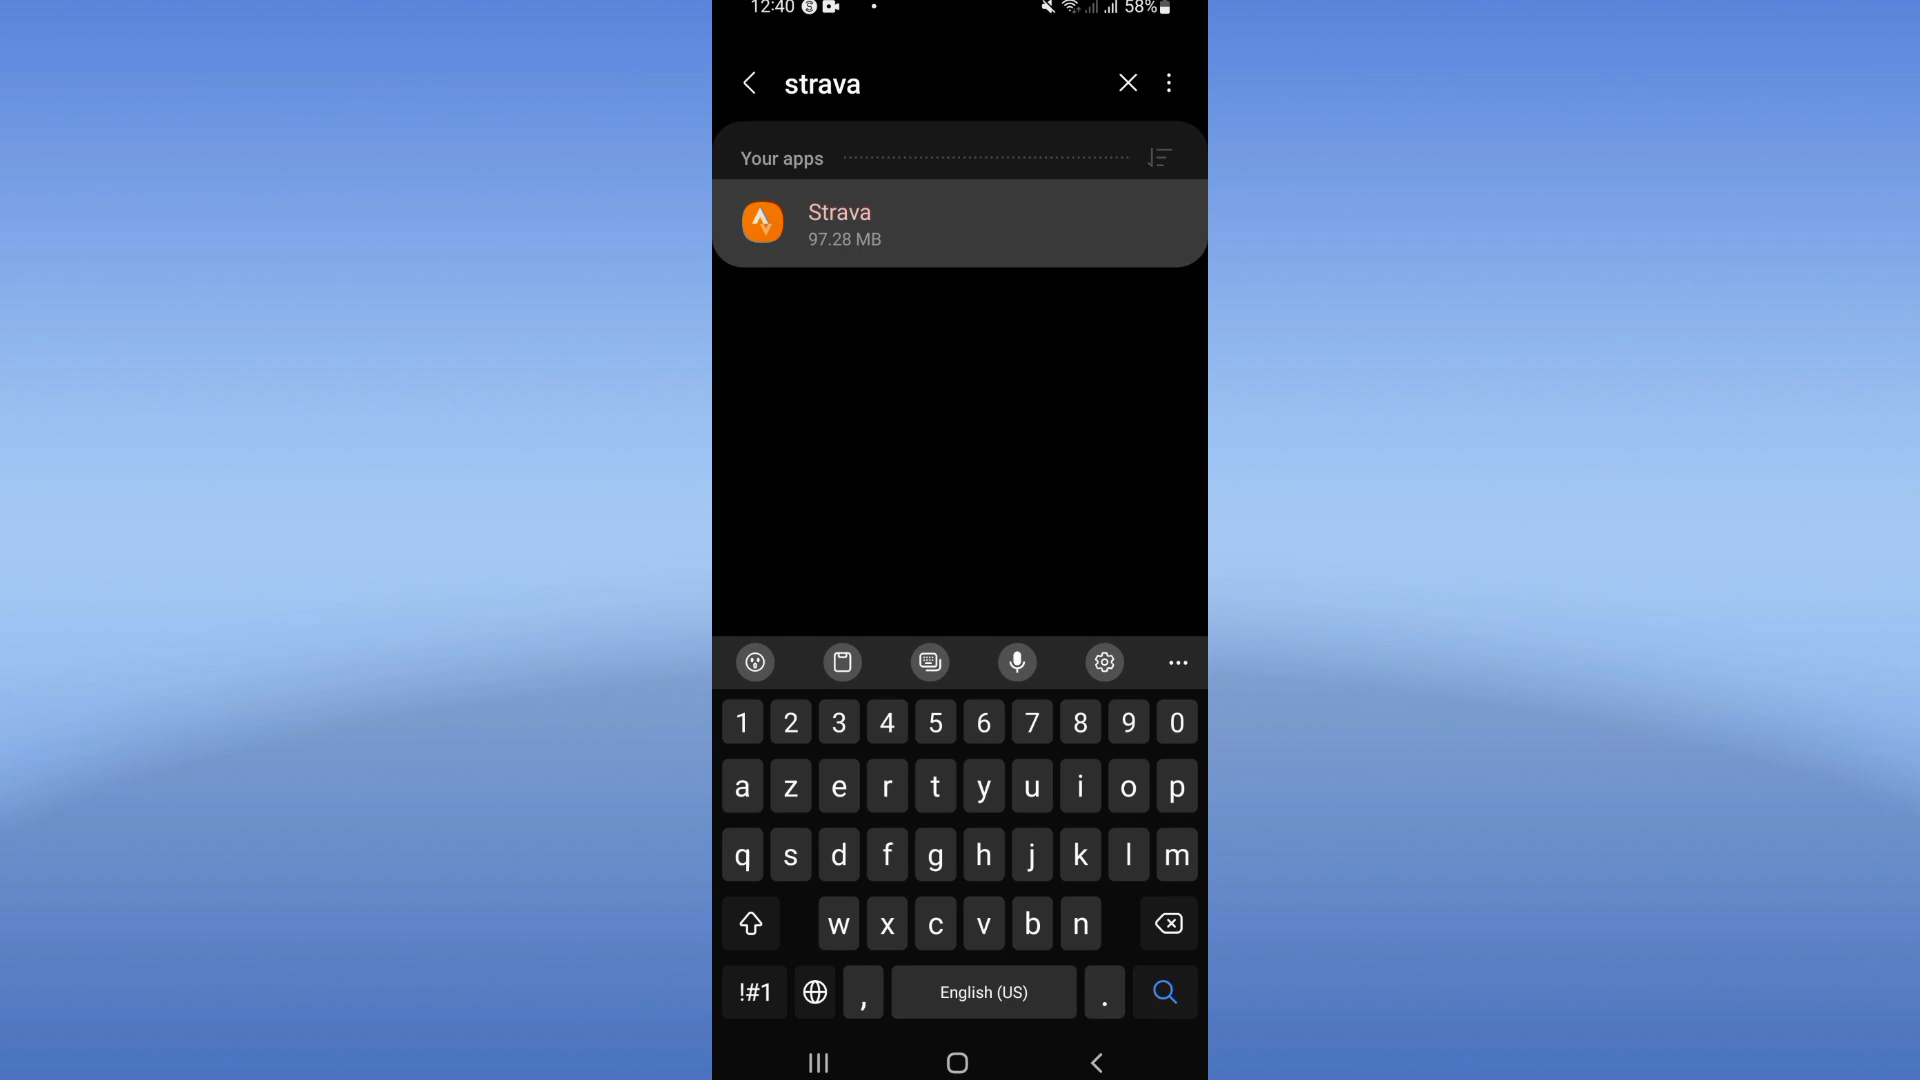 12:40 58%
strava
Your apps
Strava
97.28 MB
1 2 3 4 5 6 7 8 9 0
a z e r t y u i o p
q s d f g h j k l m
w x c v b n
!#1 , English (US) .